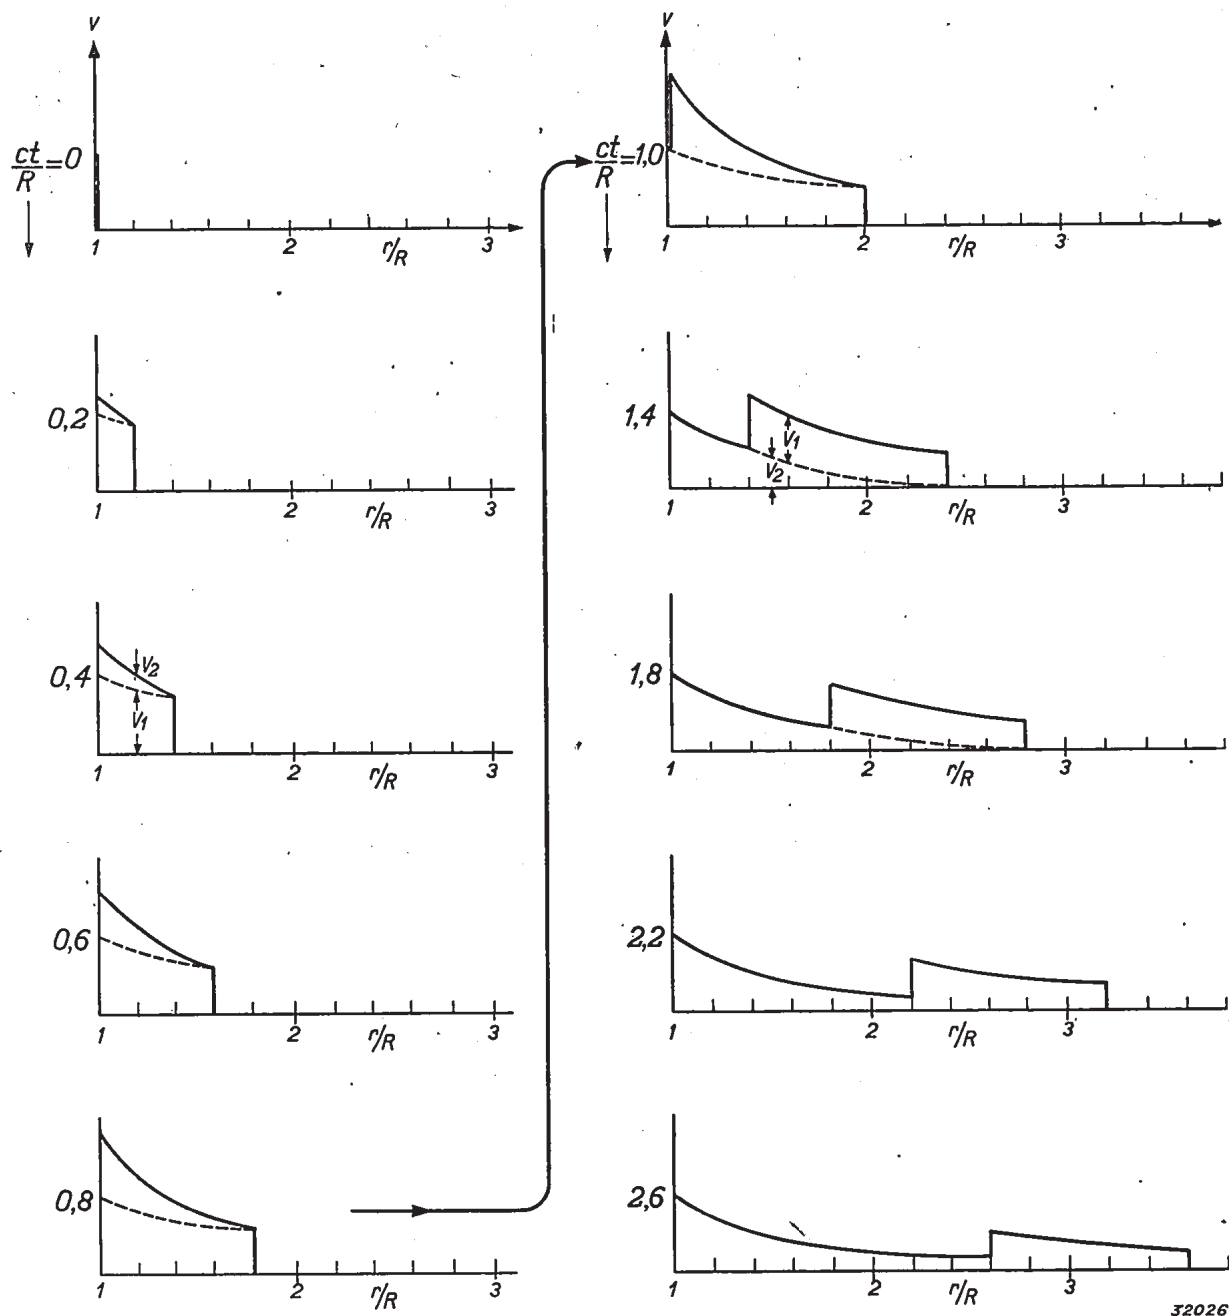 v
ct/R=0
1 2 3
r/R
0,2
1 2 3
r/R
0,4
V2
V1
1 2 3
r/R
0,6
1 2 3
r/R
0,8
1 2 3
r/R
v
ct/R=1,0
1 2 3
r/R
1,4
V1
V2
1 2 3
r/R
1,8
1 2 3
r/R
2,2
1 2 3
r/R
2,6
1 2 3
r/R
32026